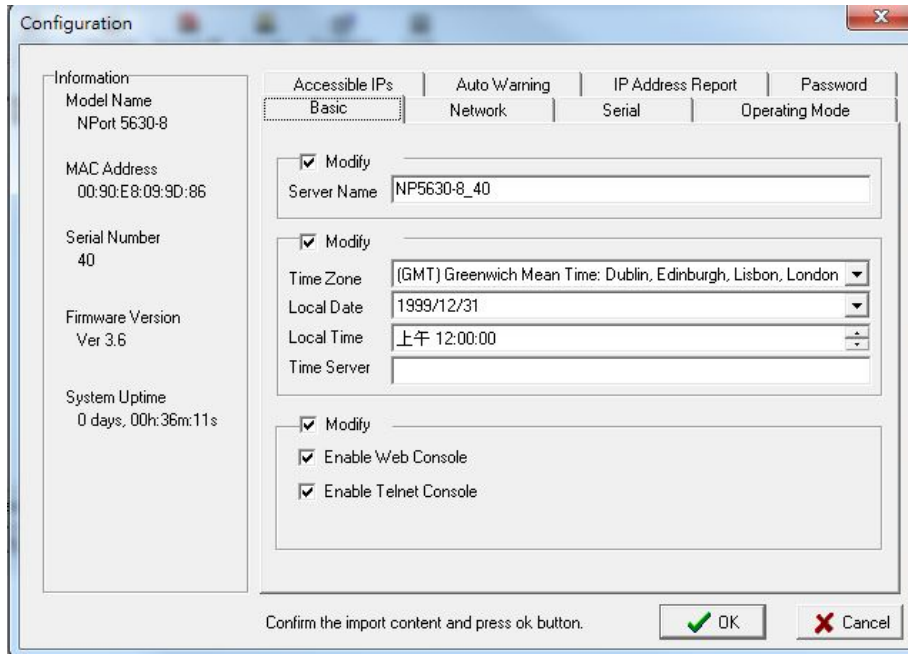 Configuration
Information
Model Name
NPort 5630-8
MAC Address
00:90:E8:09:9D:86
Serial Number
40
Firmware Version
Ver 3.6
System Uptime
0 days, 00h:36m:11s
Accessible IPs Auto Warning IP Address Report Password
Basic Network Serial Operating Mode
Modify
Server Name NP5630-8_40
Modify
Time Zone (GMT) Greenwich Mean Time: Dublin, Edinburgh, Lisbon, London
Local Date 1999/12/31
Local Time 上午 12:00:00
Time Server
Modify
Enable Web Console
Enable Telnet Console
Confirm the import content and press ok button.
OK
Cancel